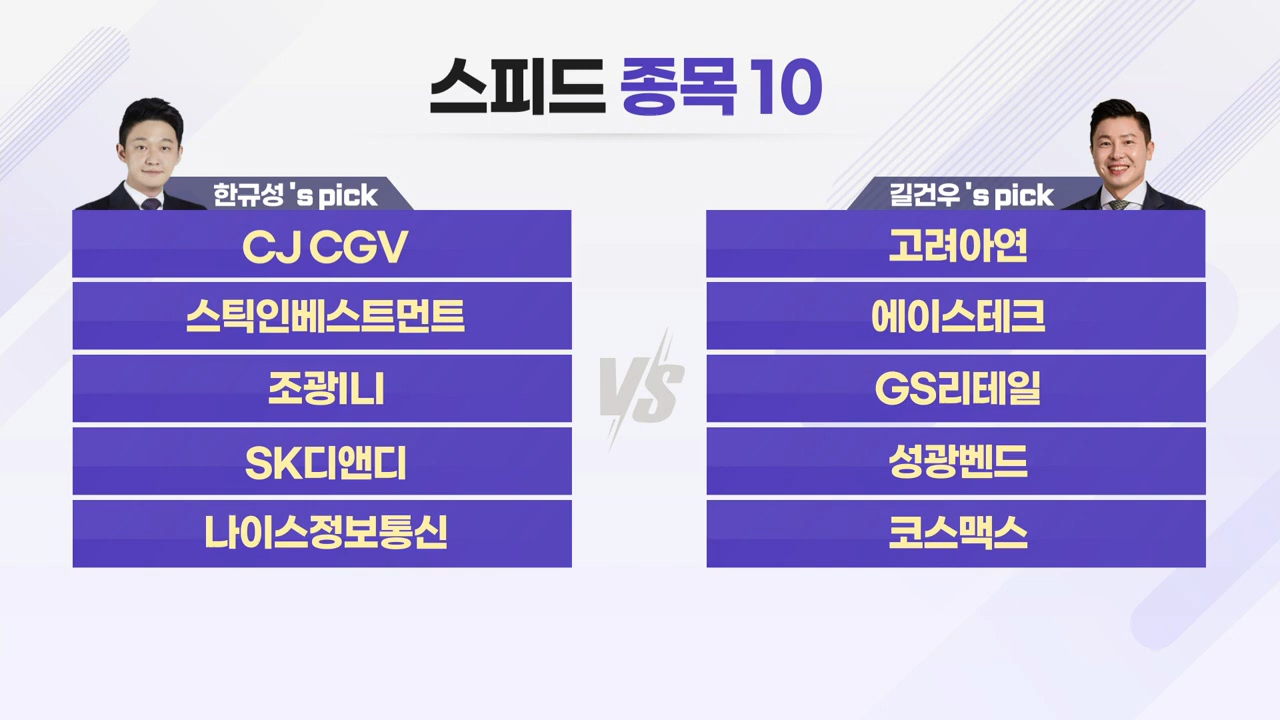 스피드 종목 10
한규성 's pick
CJ CGV
스틱인베스트먼트
조광ILI
SK디앤디
나이스정보통신
VS
길건우 's pick
고려아연
에이스테크
GS리테일
성광벤드
코스맥스